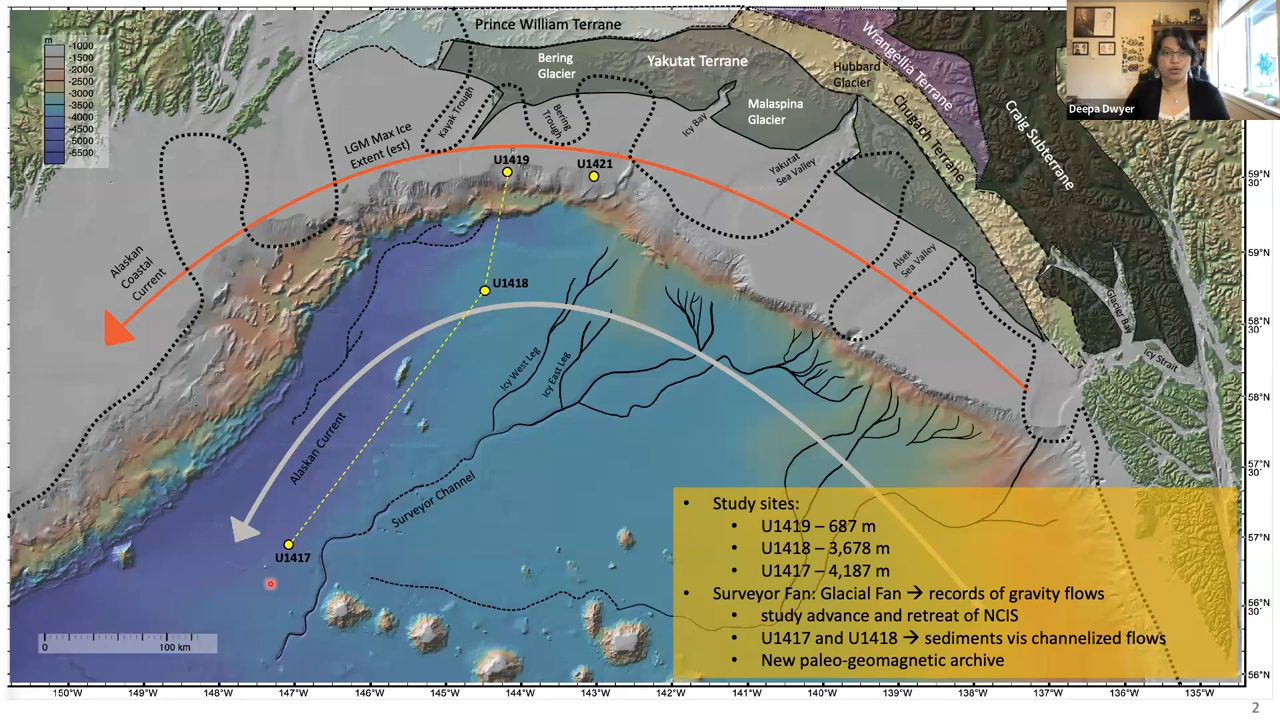 m
-1000
-1500
-2000
-2500
-3000
-3500
-4000
-4500
-5000
-5500
Prince William Terrane
Bering
Glacier
Yakutat Terrane
Wrangellia Terrane
Hubbard
Glacier
Malaspina
Glacier
Chugach Terrane
Craig Subterrane
Deepa Dwyer
Kayak Trough
Bering
Trough
Icy Bay
LGM Max Ice
Extent (est)
Yakutat
Sea Valley
U1419
U1421
Alsek
Sea Valley
Alaskan
Coastal
Current
U1418
Glacier Bay
Icy Strait
Icy West Leg
Icy East Leg
Alaskan Current
Surveyor Channel
U1417
0
100 km
• Study sites:
• U1419 – 687 m
• U1418 – 3,678 m
• U1417 – 4,187 m
• Surveyor Fan: Glacial Fan → records of gravity flows
• study advance and retreat of NCIS
• U1417 and U1418 → sediments vis channelized flows
• New paleo-geomagnetic archive
59°N
30'
59°N
58°N
30'
58°N
57°N
30'
57°N
56°N
30'
56°N
150°W 149°W 148°W 147°W 146°W 145°W 144°W 143°W 142°W 141°W 140°W 139°W 138°W 137°W 136°W 135°W
2